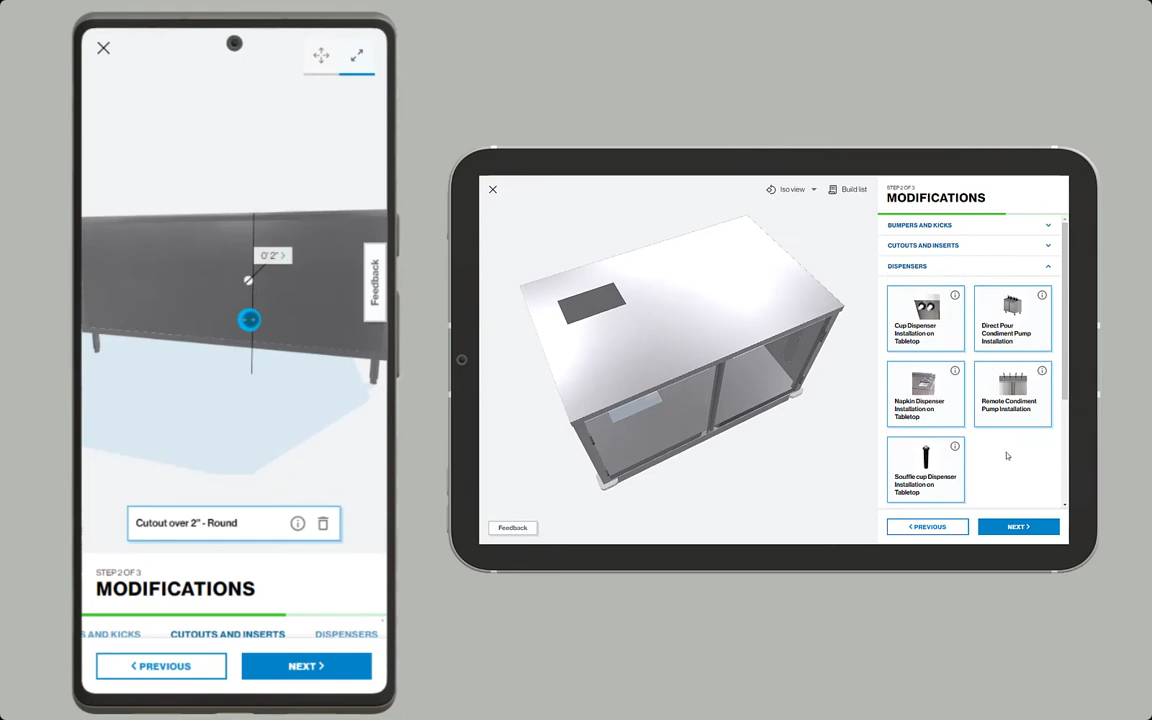 0' 2"
Feedback
Cutout over 2" - Round
STEP 2 OF 3
MODIFICATIONS
S AND KICKS
CUTOUTS AND INSERTS
DISPENSERS
PREVIOUS
NEXT
Iso view
Build list
Feedback
STEP 2 OF 3
MODIFICATIONS
BUMPERS AND KICKS
CUTOUTS AND INSERTS
DISPENSERS
Cup Dispenser
Installation on
Tabletop
Direct Pour
Condiment Pump
Installation
Napkin Dispenser
Installation on
Tabletop
Remote Condiment
Pump Installation
Souffle cup Dispenser
Installation on
Tabletop
PREVIOUS
NEXT